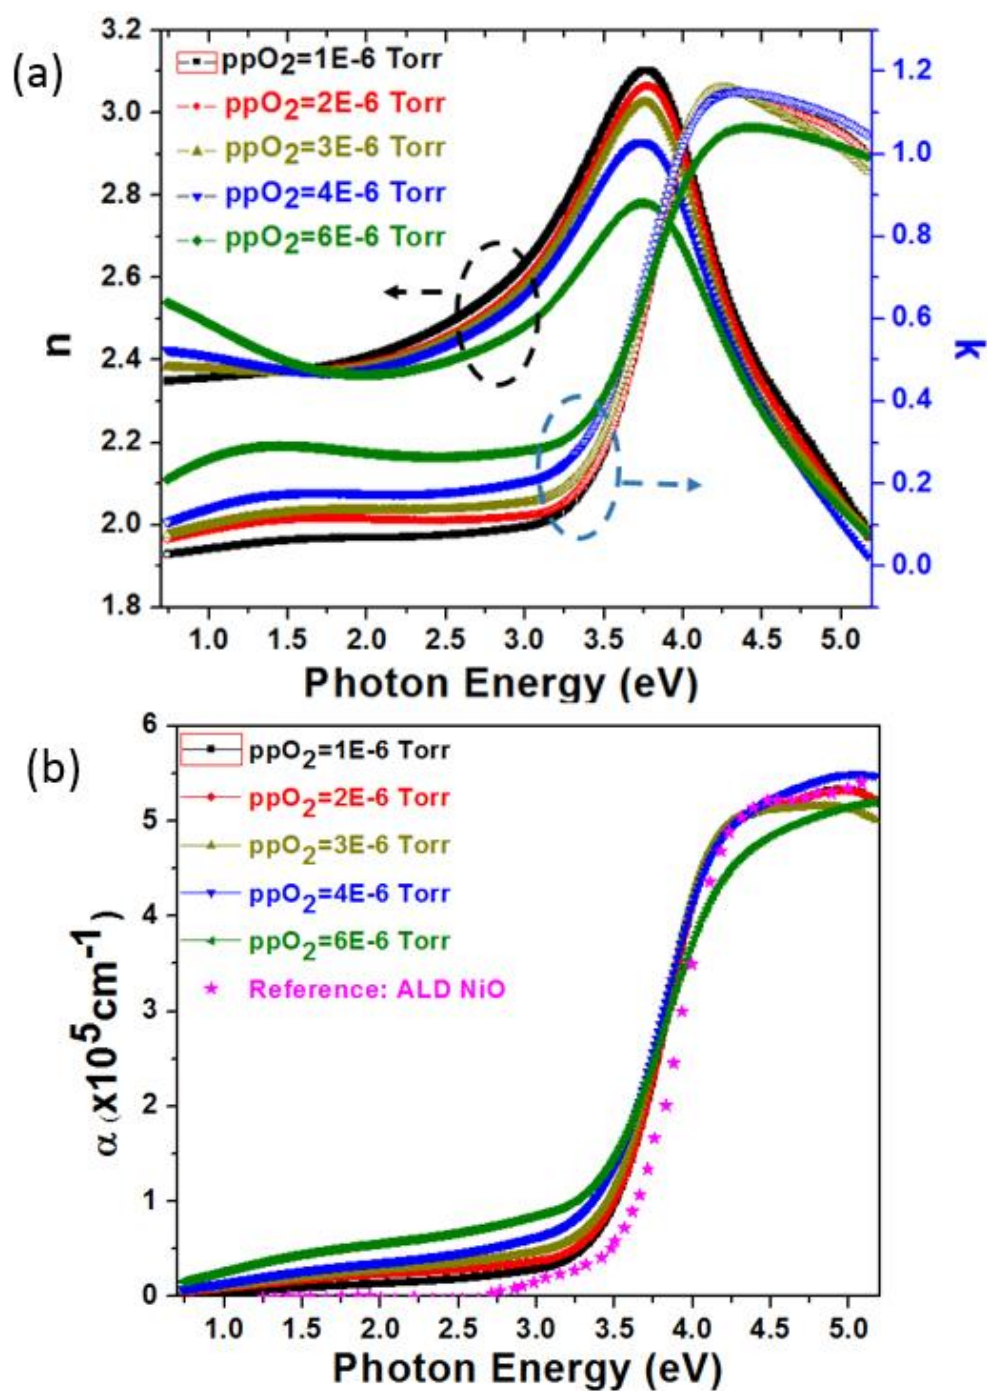 (a)
ppO2=1E-6 Torr
ppO2=2E-6 Torr
ppO2=3E-6 Torr
ppO2=4E-6 Torr
ppO2=6E-6 Torr
3.2
3.0
2.8
2.6
2.4
2.2
2.0
1.8
n
1.2
1.0
0.8
0.6
0.4
0.2
0.0
k
1.0 1.5 2.0 2.5 3.0 3.5 4.0 4.5 5.0
Photon Energy (eV)
(b)
ppO2=1E-6 Torr
ppO2=2E-6 Torr
ppO2=3E-6 Torr
ppO2=4E-6 Torr
ppO2=6E-6 Torr
Reference: ALD NiO
6
5
4
3
2
1
0
α (x10^5cm^-1)
1.0 1.5 2.0 2.5 3.0 3.5 4.0 4.5 5.0
Photon Energy (eV)